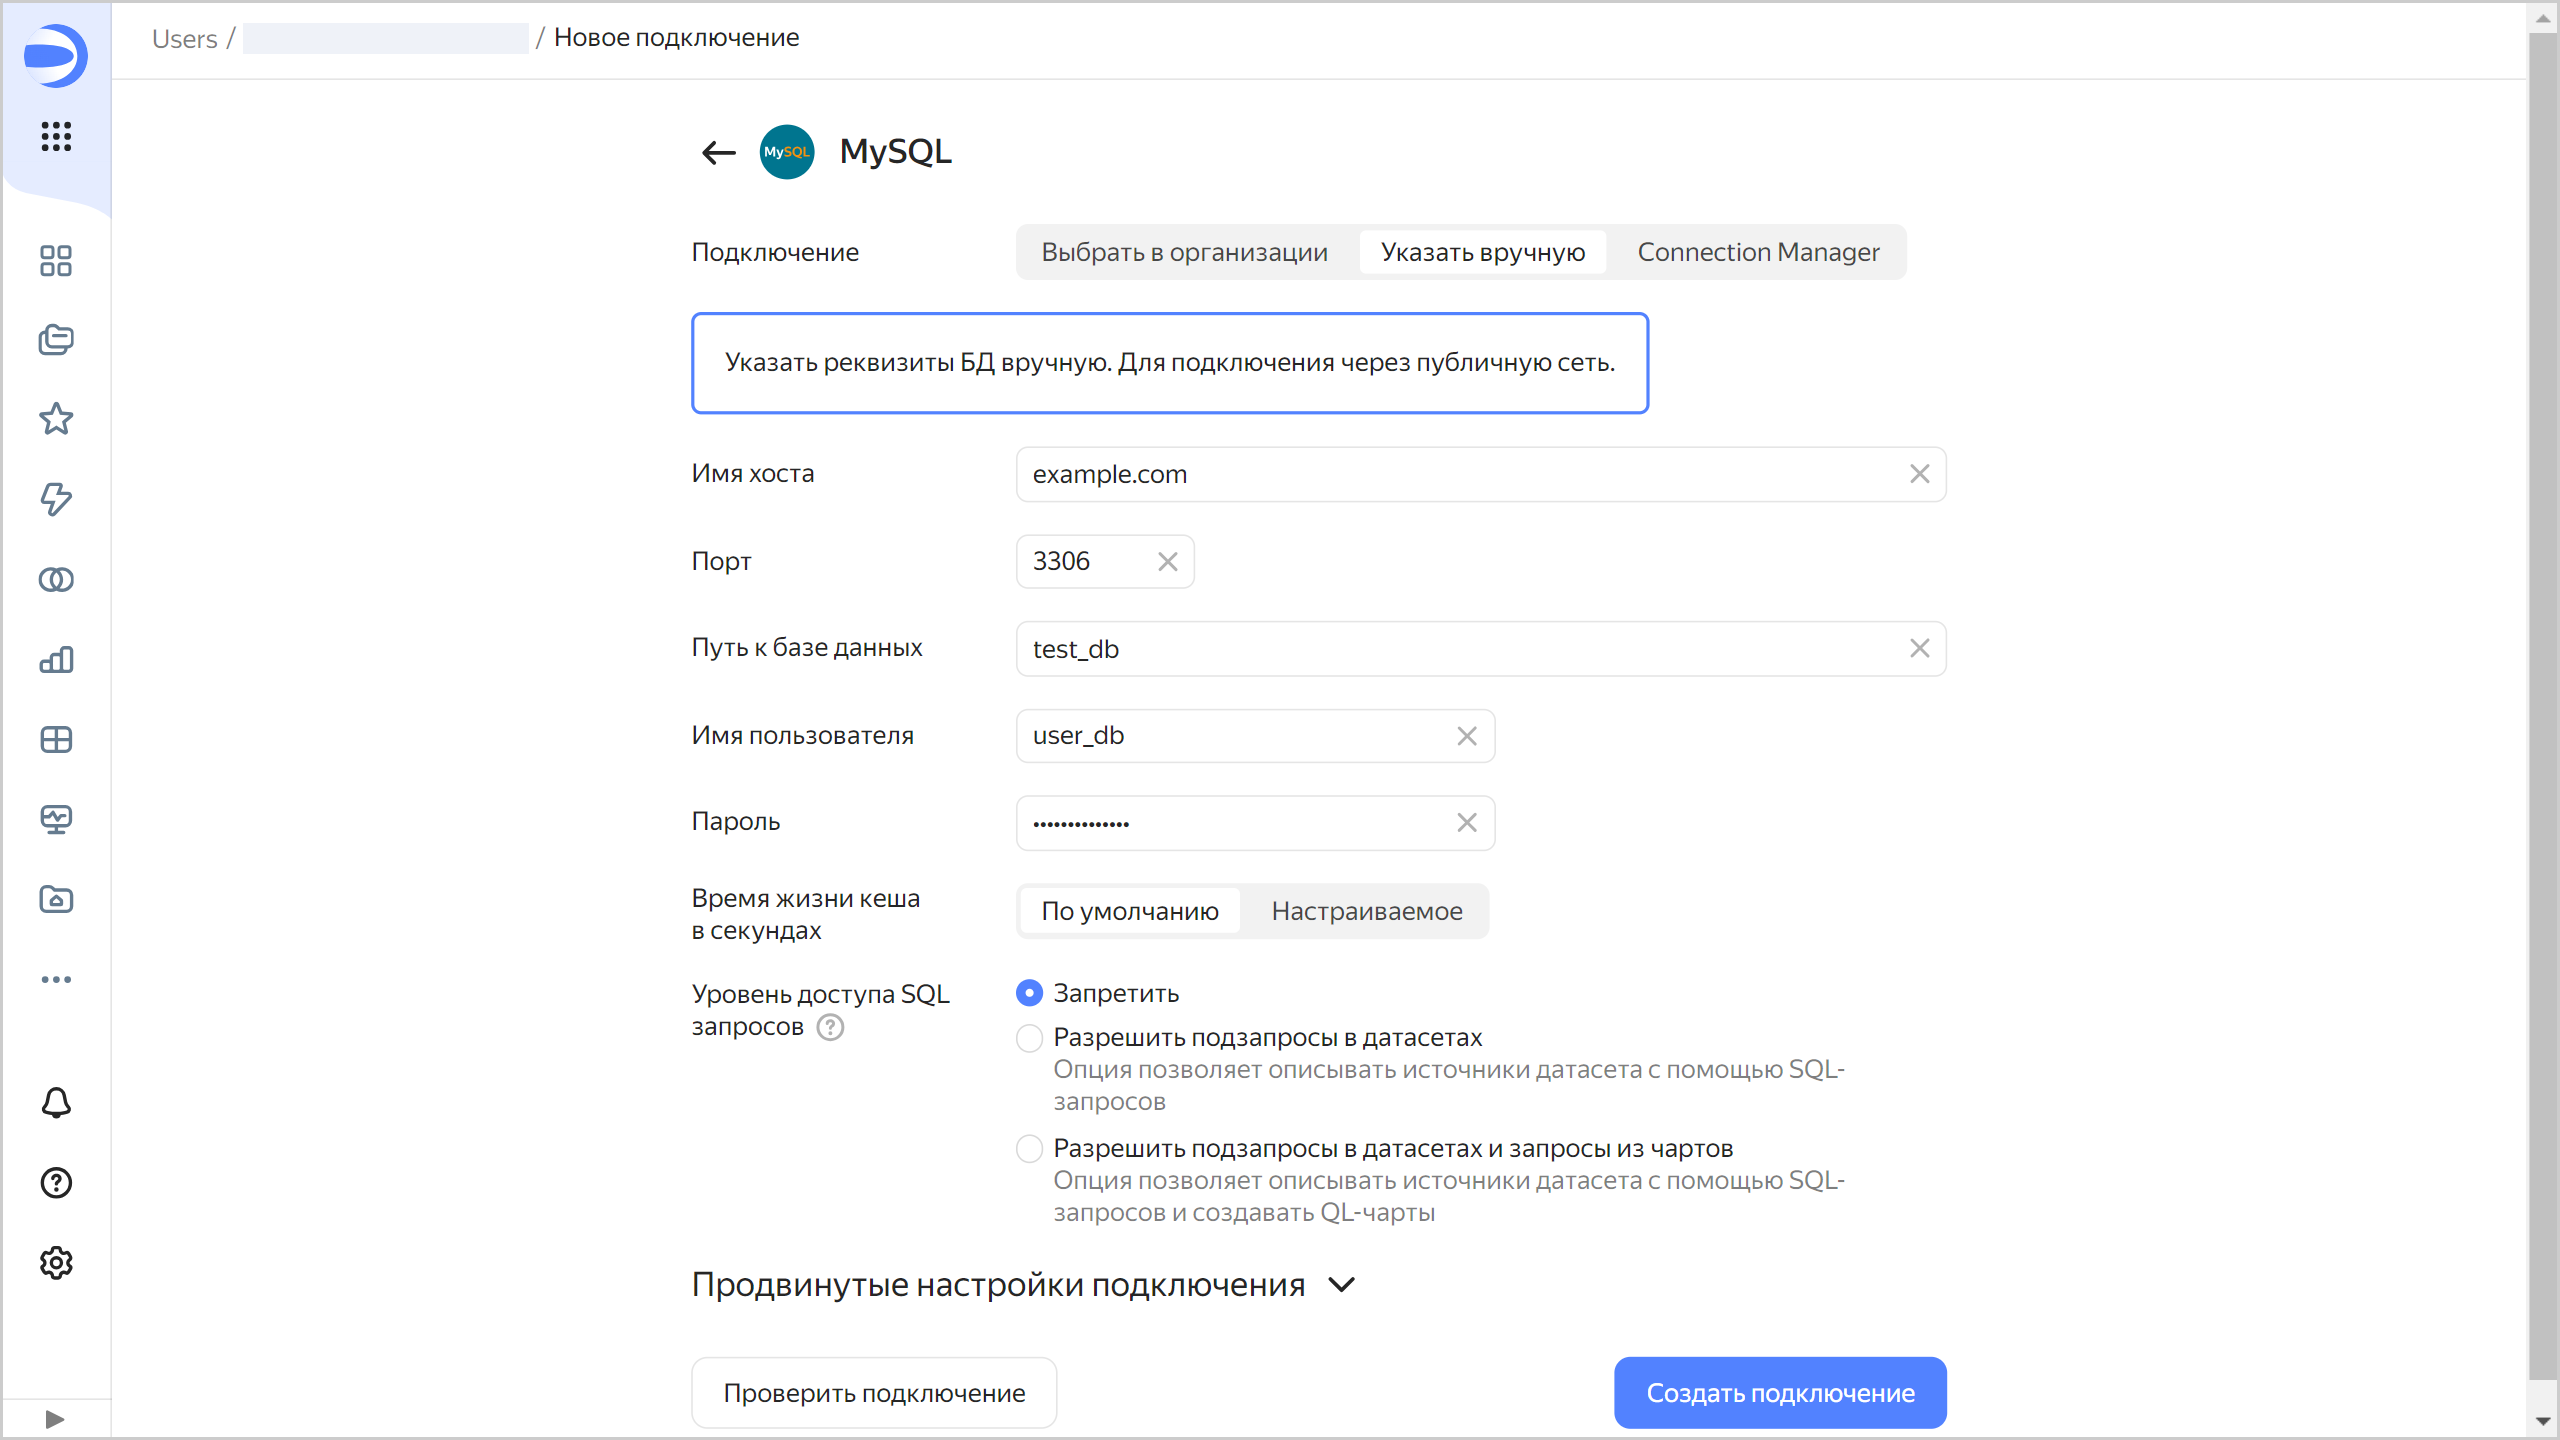 Users / / Новое подключение
MySQL MySQL
Подключение Выбрать в организации Указать вручную Connection Manager
Указать реквизиты БД вручную. Для подключения через публичную сеть.
Имя хоста example.com
Порт 3306
Путь к базе данных test_db
Имя пользователя user_db
Пароль ••••••••••••••
Время жизни кеша
в секундах
По умолчанию Настраиваемое
Уровень доступа SQL
запросов ?
Запретить
Разрешить подзапросы в датасетах
Опция позволяет описывать источники датасета с помощью SQL-
запросов
Разрешить подзапросы в датасетах и запросы из чартов
Опция позволяет описывать источники датасета с помощью SQL-
запросов и создавать QL-чарты
Продвинутые настройки подключения
Проверить подключение Создать подключение